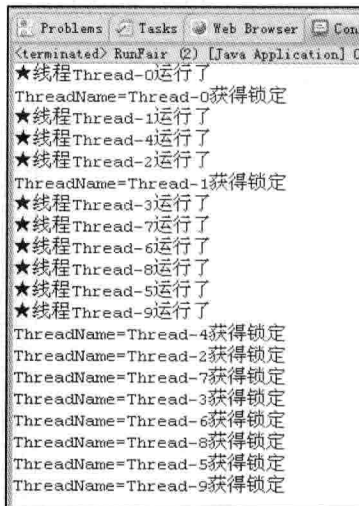 Problems Tasks Web Browser Con
<terminated> RunFair (2) [Java Application]
★线程Thread-0运行了
ThreadName=Thread-0获得锁定
★线程Thread-1运行了
★线程Thread-4运行了
★线程Thread-2运行了
ThreadName=Thread-1获得锁定
★线程Thread-3运行了
★线程Thread-7运行了
★线程Thread-6运行了
★线程Thread-8运行了
★线程Thread-5运行了
★线程Thread-9运行了
ThreadName=Thread-4获得锁定
ThreadName=Thread-2获得锁定
ThreadName=Thread-7获得锁定
ThreadName=Thread-3获得锁定
ThreadName=Thread-6获得锁定
ThreadName=Thread-8获得锁定
ThreadName=Thread-5获得锁定
ThreadName=Thread-9获得锁定